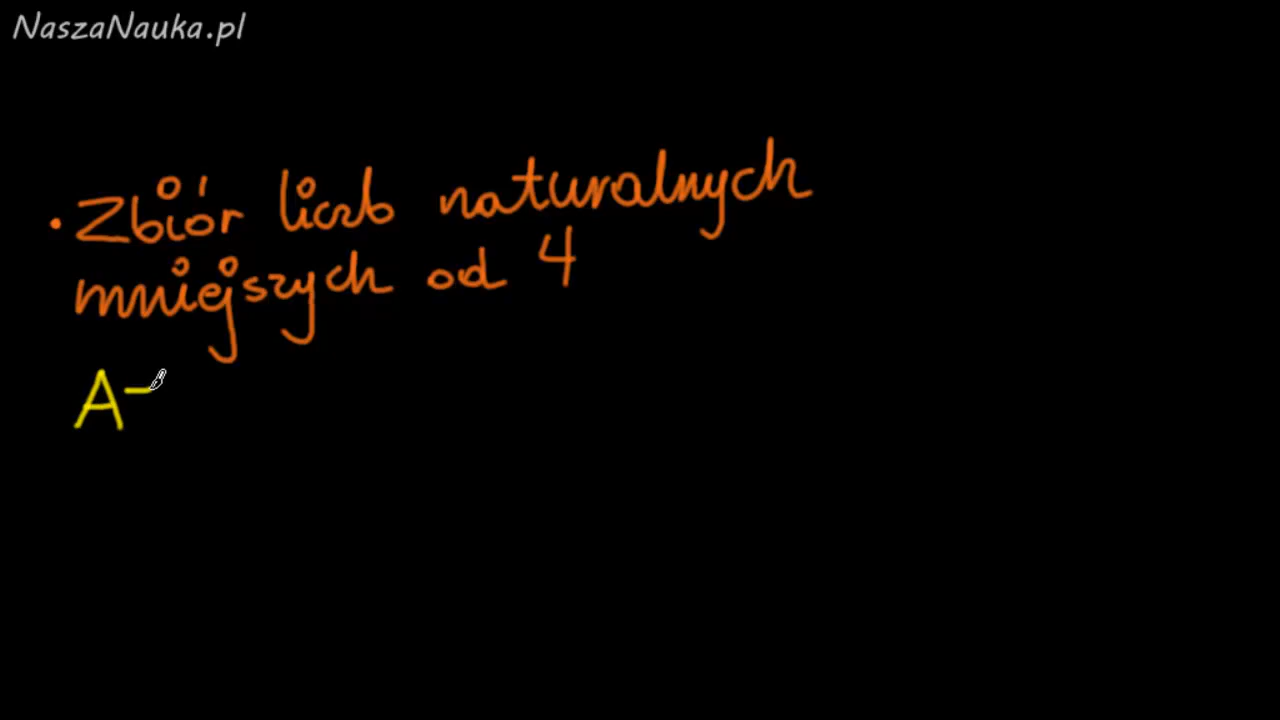 NaszaNauka.pl
• Zbiór liczb naturalnych
mniejszych od 4
A-